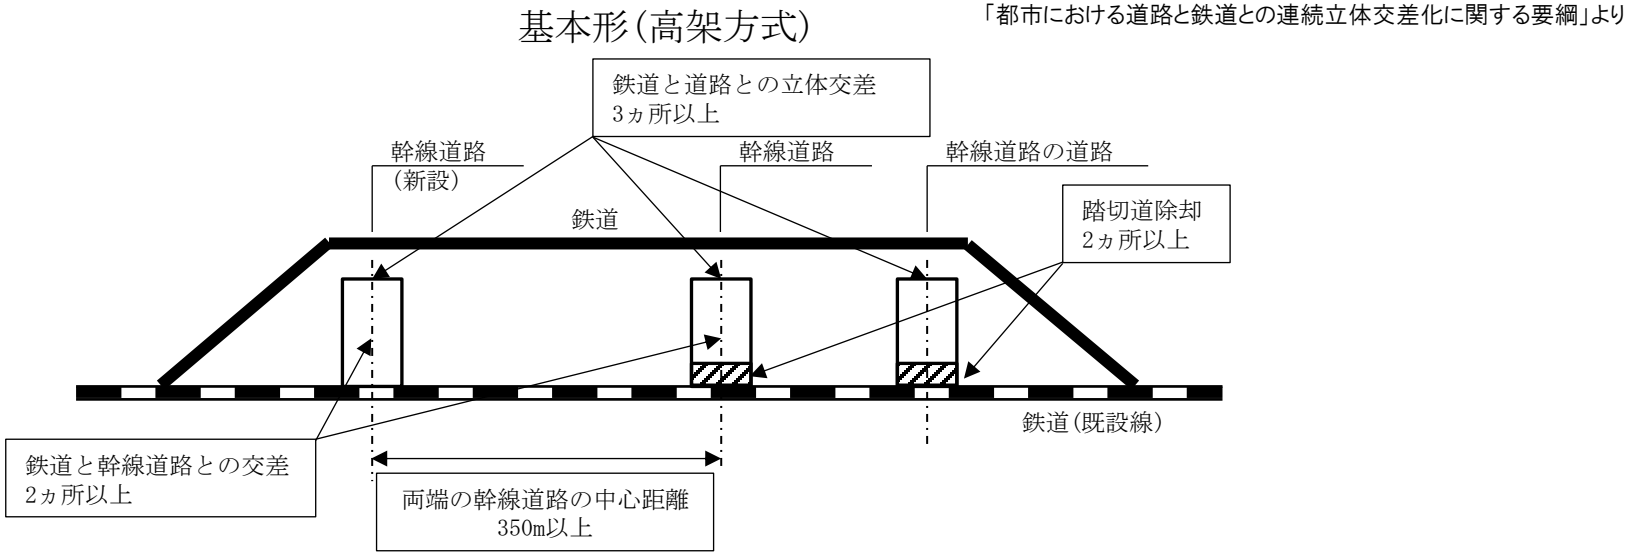 「都市における道路と鉄道との連続立体交差化に関する要綱」より
基本形(高架方式)
鉄道と道路との立体交差
3ヵ所以上
幹線道路
(新設)
幹線道路
幹線道路の道路
鉄道
踏切道除却
2ヵ所以上
鉄道(既設線)
鉄道と幹線道路との交差
2ヵ所以上
両端の幹線道路の中心距離
350m以上